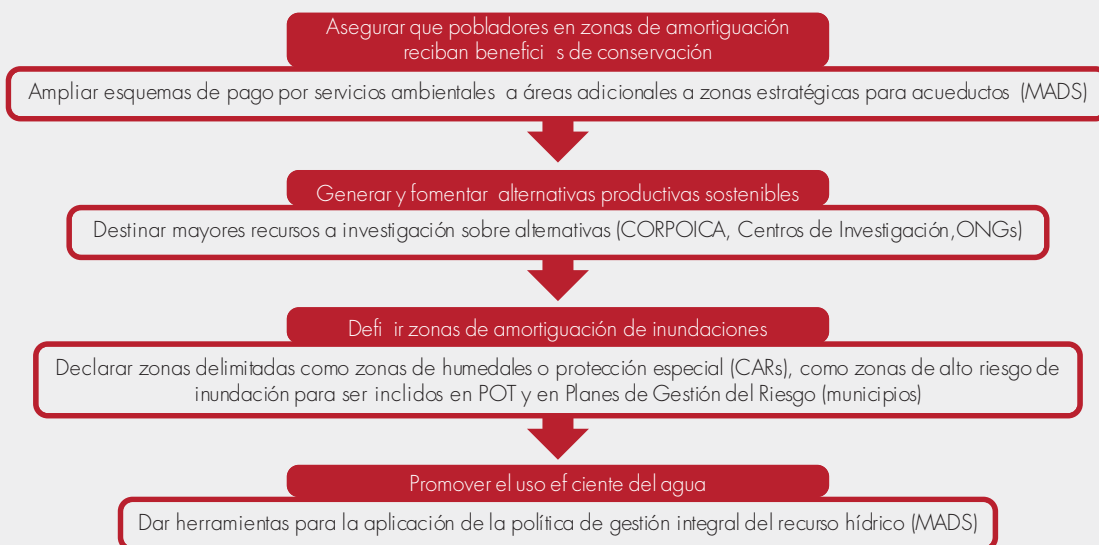 Asegurar que pobladores en zonas de amortiguación
reciban benefici s de conservación
Ampliar esquemas de pago por servicios ambientales a áreas adicionales a zonas estratégicas para acueductos (MADS)
Generar y fomentar alternativas productivas sostenibles
Destinar mayores recursos a investigación sobre alternativas (CORPOICA, Centros de Investigación,ONGs)
Defi ir zonas de amortiguación de inundaciones
Declarar zonas delimitadas como zonas de humedales o protección especial (CARs), como zonas de alto riesgo de
inundación para ser inclidos en POT y en Planes de Gestión del Riesgo (municipios)
Promover el uso ef ciente del agua
Dar herramientas para la aplicación de la política de gestión integral del recurso hídrico (MADS)